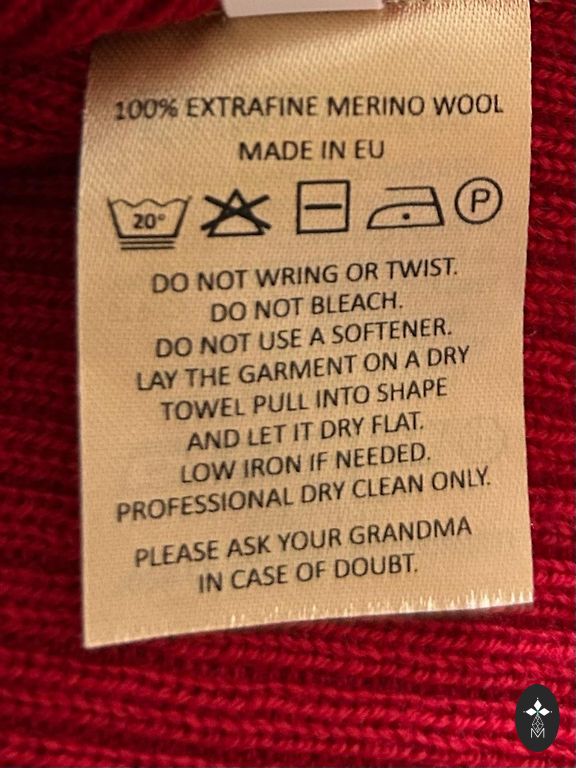 100% EXTRAFINE MERINO WOOL
MADE IN EU
20° P
DO NOT WRING OR TWIST.
DO NOT BLEACH.
DO NOT USE A SOFTENER.
LAY THE GARMENT ON A DRY
TOWEL PULL INTO SHAPE
AND LET IT DRY FLAT.
LOW IRON IF NEEDED.
PROFESSIONAL DRY CLEAN ONLY.
PLEASE ASK YOUR GRANDMA
IN CASE OF DOUBT.
M